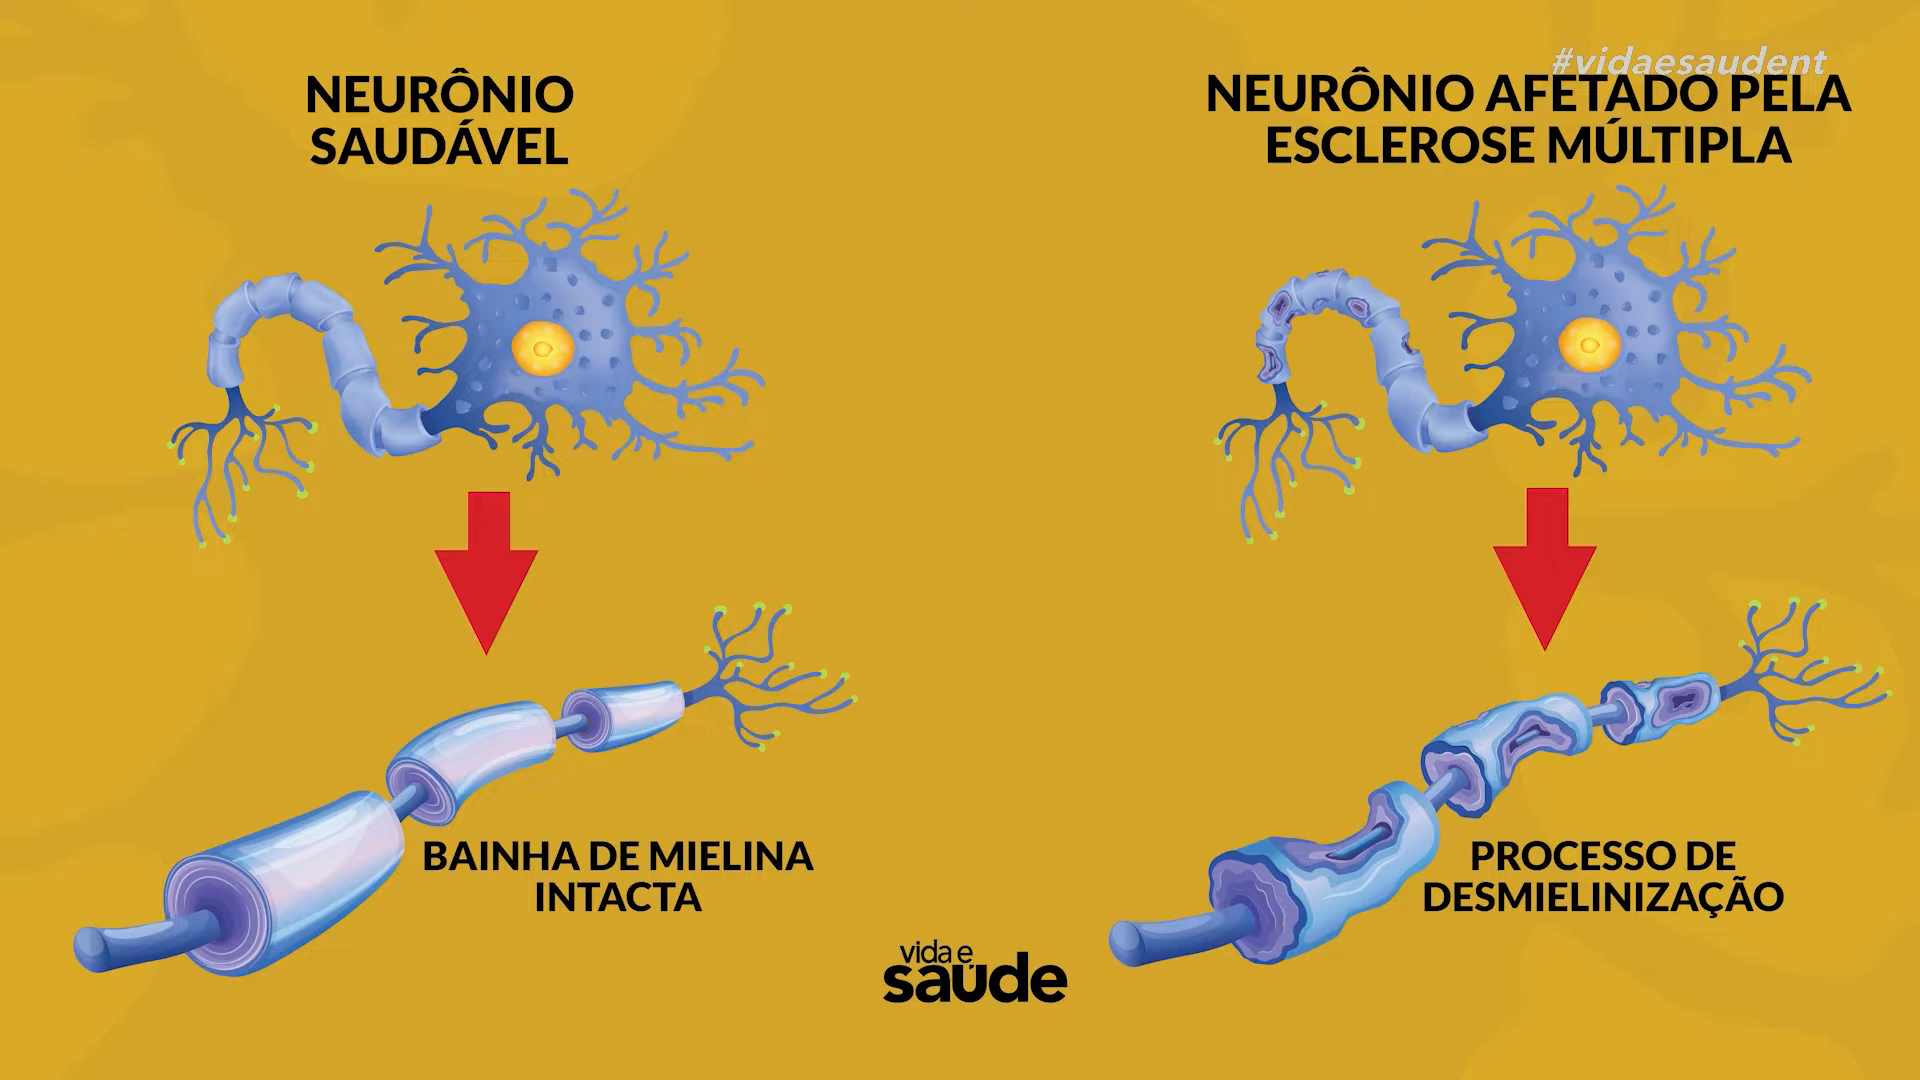 #vidaesaudent
NEURÔNIO
SAUDÁVEL
NEURÔNIO AFETADO PELA
ESCLEROSE MÚLTIPLA
BAINHA DE MIELINA
INTACTA
PROCESSO DE
DESMIELINIZAÇÃO
vida e
saúde